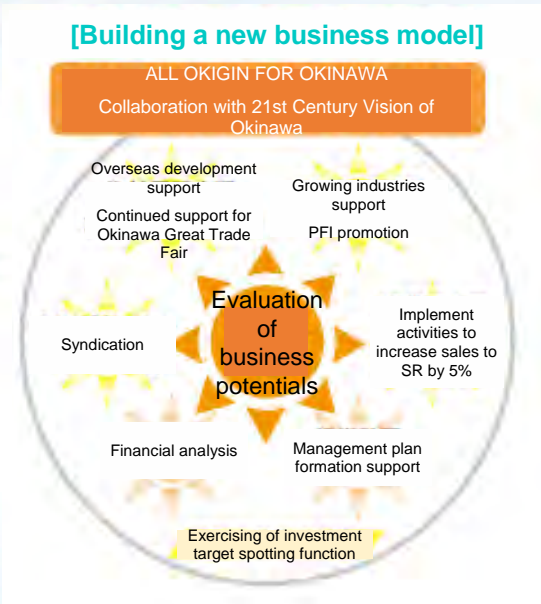 [Building a new business model]
ALL OKIGIN FOR OKINAWA
Collaboration with 21st Century Vision of
Okinawa
Overseas development
support
Continued support for
Okinawa Great Trade
Fair
Growing industries
support
PFI promotion
Evaluation
of
business
potentials
Syndication
Implement
activities to
increase sales to
SR by 5%
Financial analysis
Management plan
formation support
Exercising of investment
target spotting function